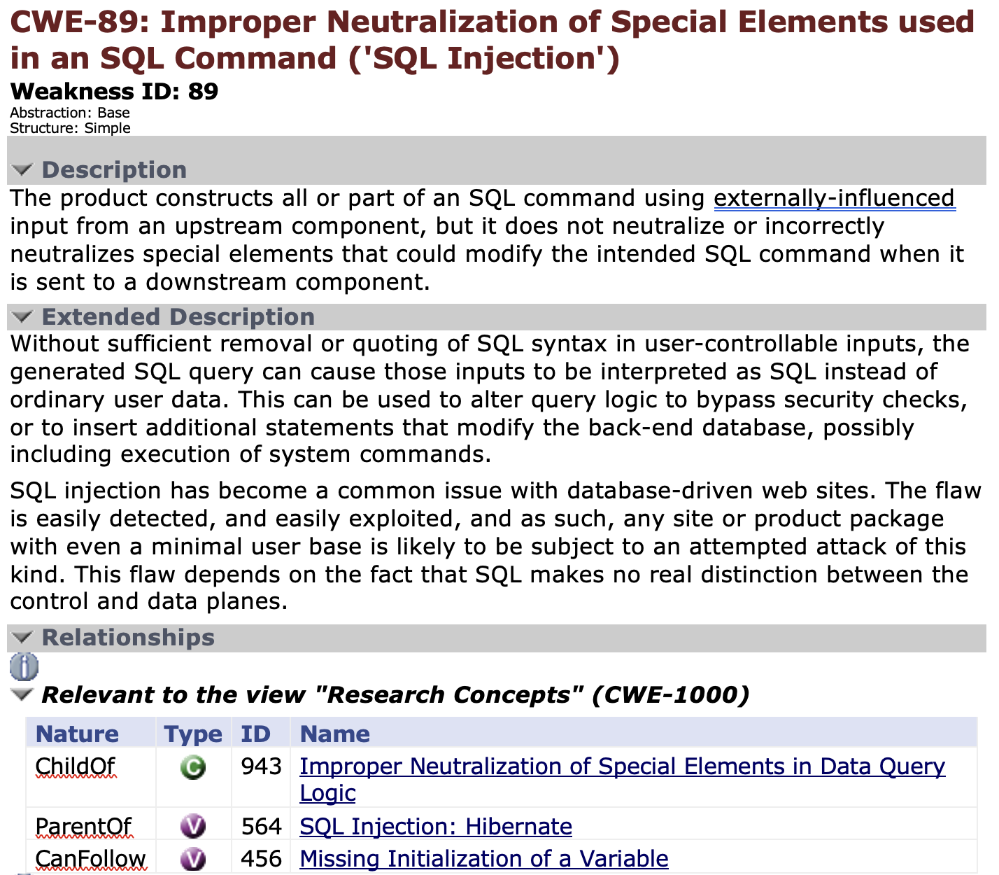 CWE-89: Improper Neutralization of Special Elements used
in an SQL Command ('SQL Injection')
Weakness ID: 89
Abstraction: Base
Structure: Simple
Description
The product constructs all or part of an SQL command using externally-influenced
input from an upstream component, but it does not neutralize or incorrectly
neutralizes special elements that could modify the intended SQL command when it
is sent to a downstream component.
Extended Description
Without sufficient removal or quoting of SQL syntax in user-controllable inputs, the
generated SQL query can cause those inputs to be interpreted as SQL instead of
ordinary user data. This can be used to alter query logic to bypass security checks,
or to insert additional statements that modify the back-end database, possibly
including execution of system commands.
SQL injection has become a common issue with database-driven web sites. The flaw
is easily detected, and easily exploited, and as such, any site or product package
with even a minimal user base is likely to be subject to an attempted attack of this
kind. This flaw depends on the fact that SQL makes no real distinction between the
control and data planes.
Relationships
Relevant to the view "Research Concepts" (CWE-1000)
Nature Type ID Name
ChildOf C 943 Improper Neutralization of Special Elements in Data Query
Logic
ParentOf V 564 SQL Injection: Hibernate
CanFollow V 456 Missing Initialization of a Variable